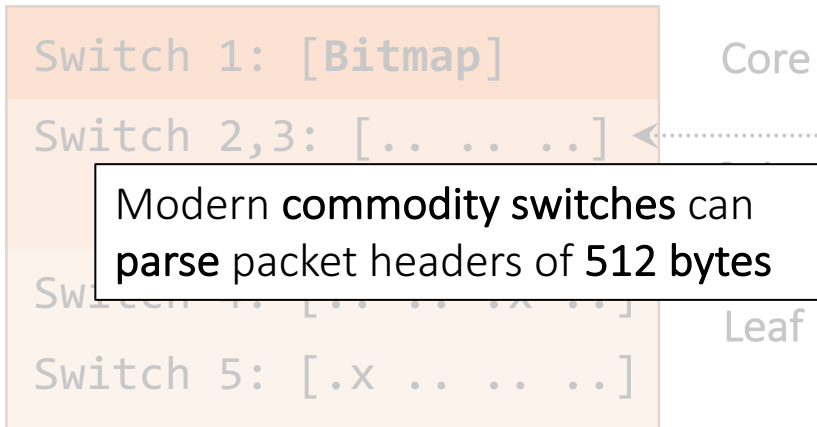 Switch 1: [Bitmap]
Core
Switch 2,3: [.. .. ..]
Modern commodity switches can
parse packet headers of 512 bytes
Leaf
Switch 5: [.x .. .. ..]